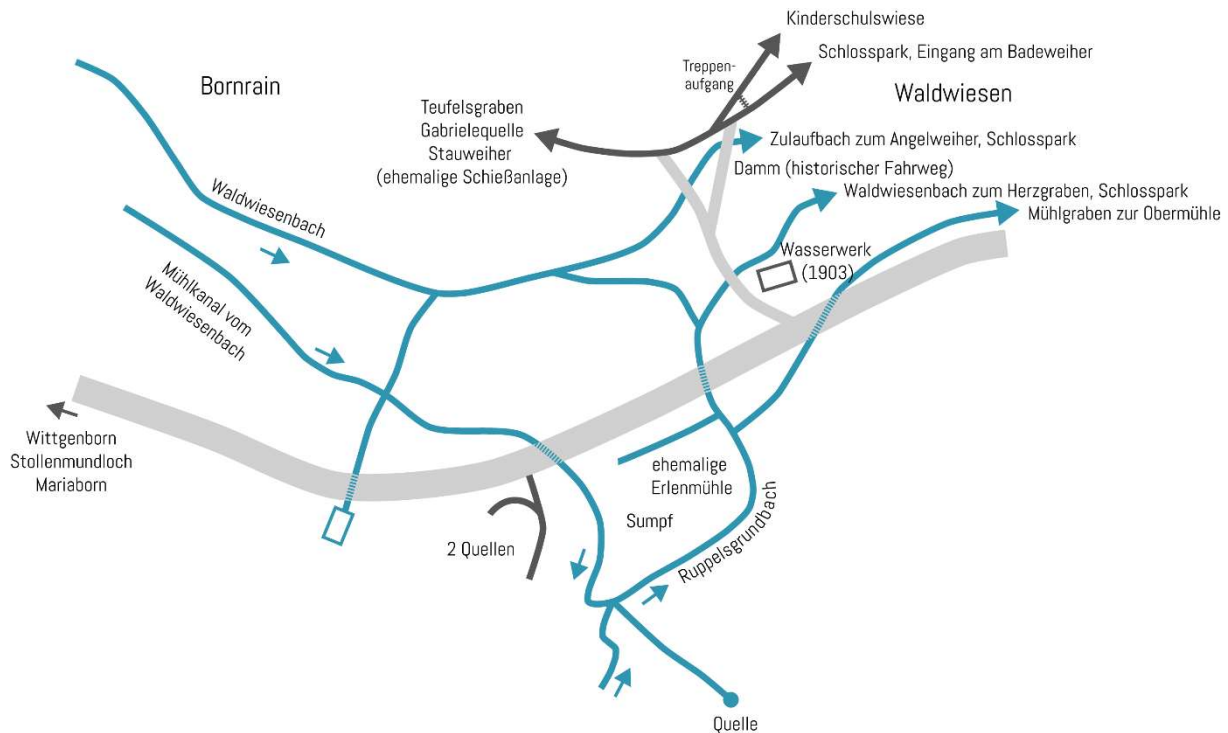 Kinderschulswiese
Schlosspark, Eingang am Badeweiher
Treppen-
aufgang
Bornrain
Waldwiesen
Teufelsgraben
Gabrielequelle
Stauweiher
(ehemalige Schießanlage)
Zulaufbach zum Angelweiher, Schlosspark
Damm (historischer Fahrweg)
Waldwiesenbach zum Herzgraben, Schlosspark
Mühlgraben zur Obermühle
Waldwiesenbach
Wasserwerk
(1903)
Mühlkanal vom
Waldwiesenbach
Wittgenborn
Stollenmundloch
Mariaborn
ehemalige
Erlenmühle
Sumpf
2 Quellen
Ruppelsgrundbach
Quelle